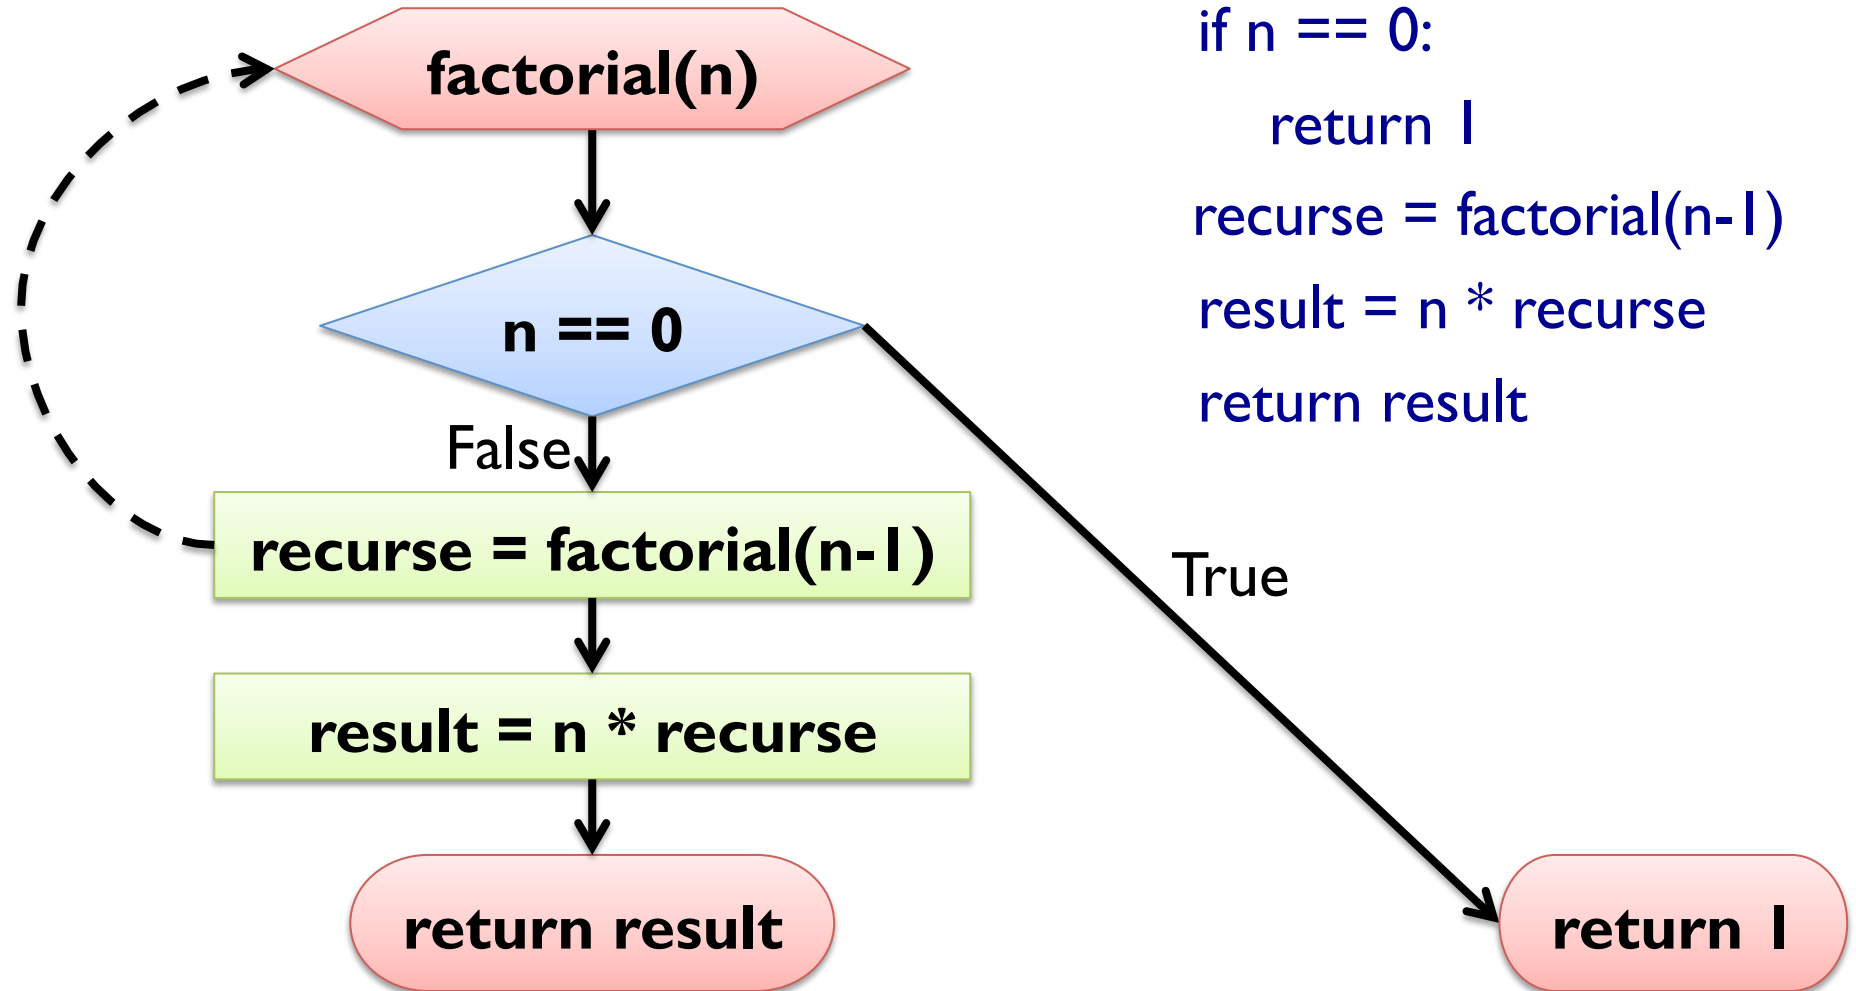 factorial(n)
n == 0
False
recurse = factorial(n-1)
result = n * recurse
return result
True
return 1
if n == 0:
return 1
recurse = factorial(n-1)
result = n * recurse
return result